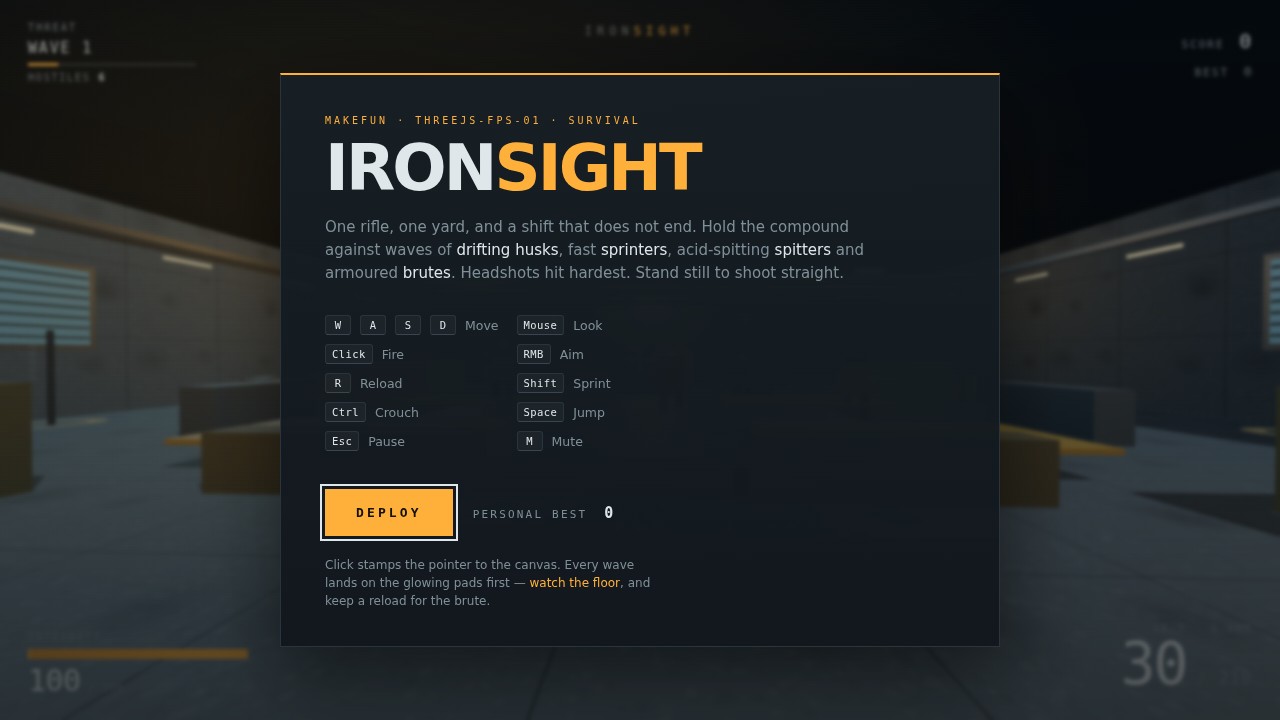 THREAT
WAVE 1
HOSTILES 6
IRONSIGHT
SCORE 0
BEST 0
MAKEFUN · THREEJS-FPS-01 · SURVIVAL
IRONSIGHT
One rifle, one yard, and a shift that does not end. Hold the compound
against waves of drifting husks, fast sprinters, acid-spitting spitters and
armoured brutes. Headshots hit hardest. Stand still to shoot straight.
W A S D Move Mouse Look
Click Fire RMB Aim
R Reload Shift Sprint
Ctrl Crouch Space Jump
Esc Pause M Mute
DEPLOY PERSONAL BEST 0
Click stamps the pointer to the canvas. Every wave
lands on the glowing pads first — watch the floor, and
keep a reload for the brute.
100
30